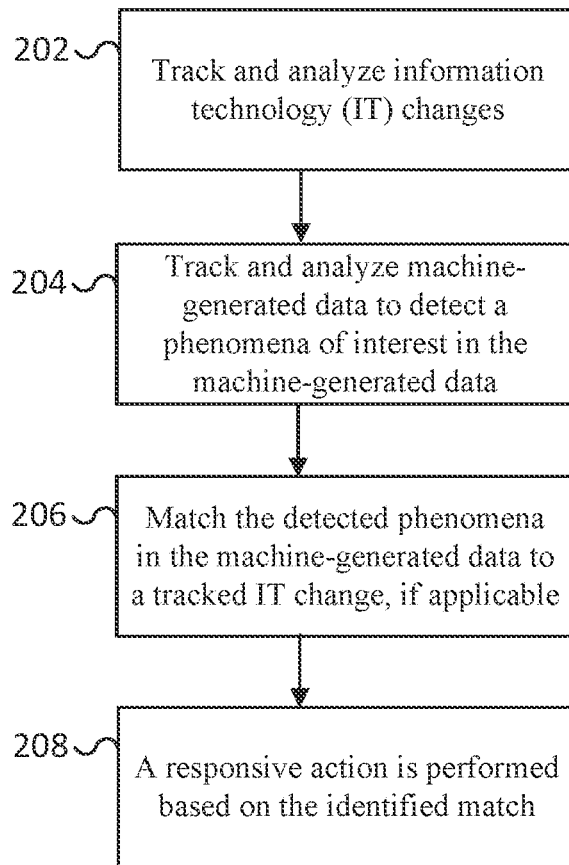 202
Track and analyze information
technology (IT) changes
204
Track and analyze machine-
generated data to detect a
phenomena of interest in the
machine-generated data
206
Match the detected phenomena
in the machine-generated data to
a tracked IT change, if applicable
208
A responsive action is performed
based on the identified match